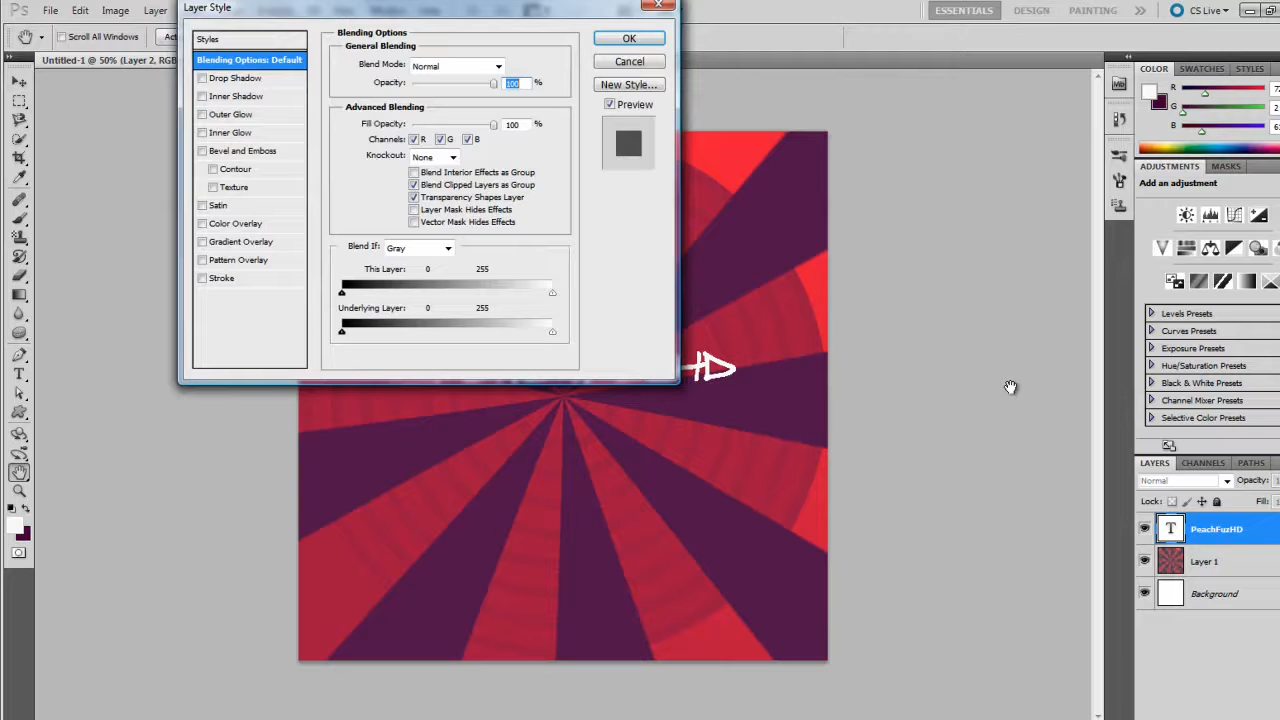 PS File Edit Image Layer
Layer Style
ESSENTIALS DESIGN PAINTING CS Live
Scroll All Windows
Untitled-1 @ 50% (Layer 2, RGB
Styles
Blending Options: Default
Drop Shadow
Inner Shadow
Outer Glow
Inner Glow
Bevel and Emboss
Contour
Texture
Satin
Color Overlay
Gradient Overlay
Pattern Overlay
Stroke
Blending Options
General Blending
Blend Mode: Normal
Opacity: 100 %
Advanced Blending
Fill Opacity: 100 %
Channels: R G B
Knockout: None
Blend Interior Effects as Group
Blend Clipped Layers as Group
Transparency Shapes Layer
Layer Mask Hides Effects
Vector Mask Hides Effects
Blend If: Gray
This Layer: 0 255
Underlying Layer: 0 255
OK
Cancel
New Style...
Preview
HD
COLOR SWATCHES STYLES
R
G
B
ADJUSTMENTS MASKS
Add an adjustment
Levels Presets
Curves Presets
Exposure Presets
Hue/Saturation Presets
Black & White Presets
Channel Mixer Presets
Selective Color Presets
LAYERS CHANNELS PATHS
Normal Opacity:
Lock: Fill:
T PeachFuzHD
Layer 1
Background